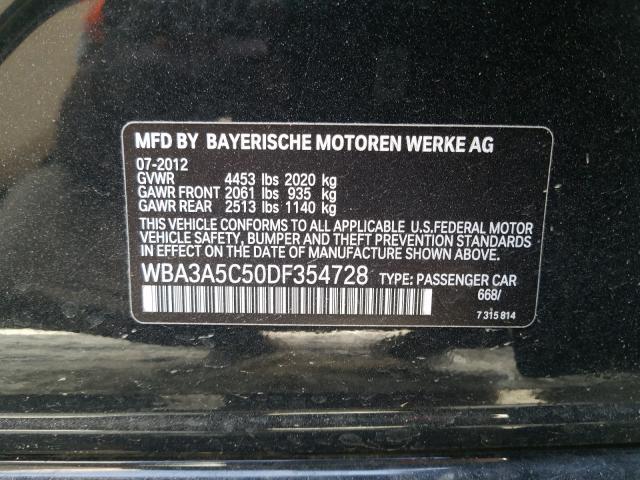 MFD BY BAYERISCHE MOTOREN WERKE AG
07-2012
GVWR 4453 lbs 2020 kg
GAWR FRONT 2061 lbs 935 kg
GAWR REAR 2513 lbs 1140 kg
THIS VEHICLE CONFORMS TO ALL APPLICABLE U.S.FEDERAL MOTOR
VEHICLE SAFETY, BUMPER AND THEFT PREVENTION STANDARDS
IN EFFECT ON THE DATE OF MANUFACTURE SHOWN ABOVE.
WBA3A5C50DF354728 TYPE: PASSENGER CAR
668/
7 315 814